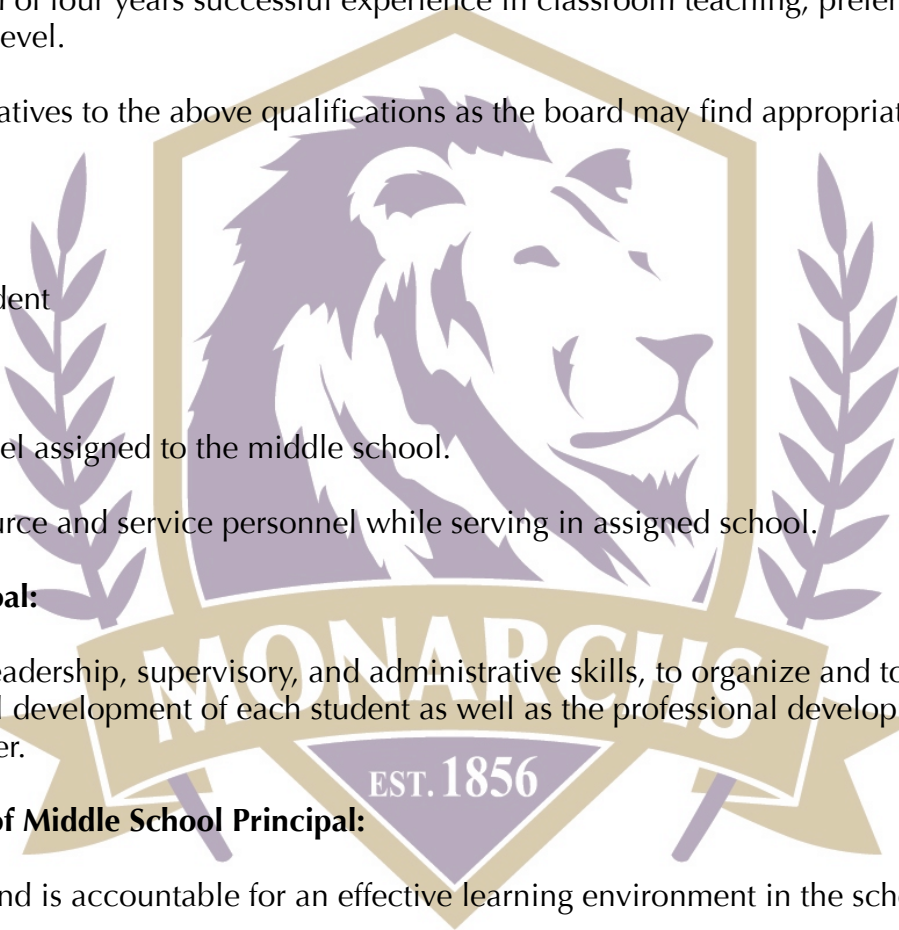 of four years successful experience in classroom teaching, prefer
evel.
atives to the above qualifications as the board may find appropriat
dent
el assigned to the middle school.
urce and service personnel while serving in assigned school.
pal:
eadership, supervisory, and administrative skills, to organize and to
l development of each student as well as the professional develop
er.
of Middle School Principal:
nd is accountable for an effective learning environment in the scho
MONARCHS
EST. 1856